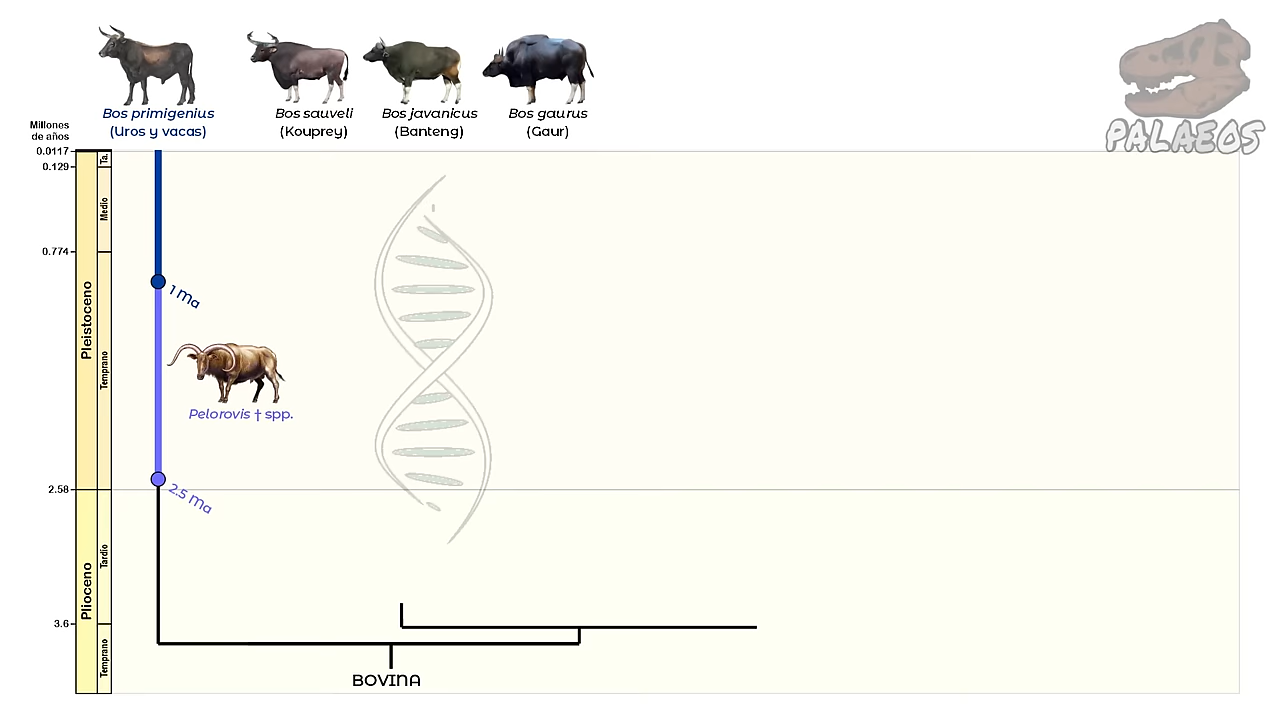 PALAEOS
Bos primigenius
(Uros y vacas)
Bos sauveli
(Kouprey)
Bos javanicus
(Banteng)
Bos gaurus
(Gaur)
Millones
de años
0.0117
0.129
0.774
2.58
3.6
Pleistoceno
Plioceno
Ta.
Medio
Temprano
Tardío
Temprano
1 Ma
Pelorovis † spp.
2.5 Ma
BOVINA